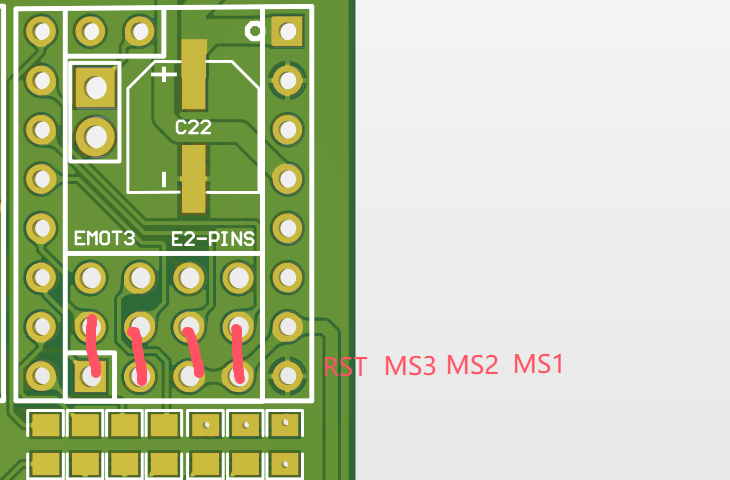 C22
EMOT3 E2-PINS
RST MS3 MS2 MS1